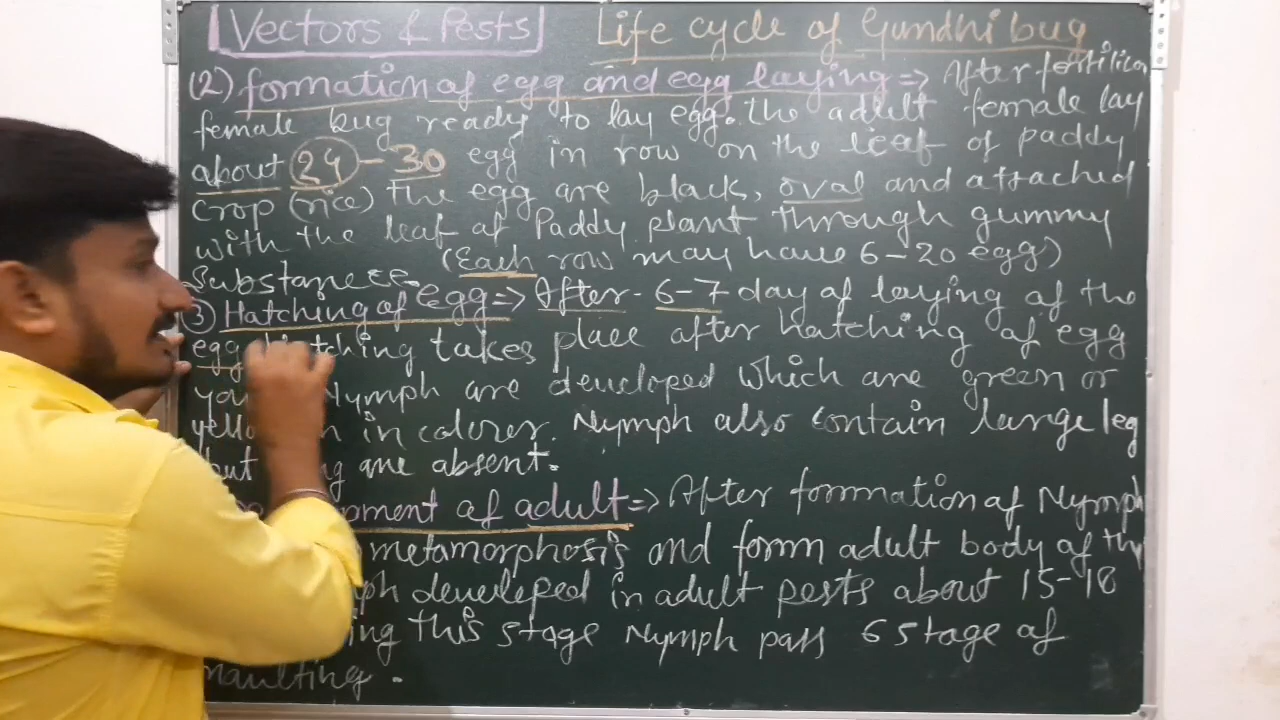 Vectors & Pests Life cycle of Gundhi bug
(2) formation of egg and egg laying => After fertilica
female bug ready to lay egg. The adult female lay
about 24 - 30 egg in row on the leaf of paddy
crop (rice) The egg are black, oval and attached
with the leaf of Paddy plant through gummy
Substances. (Each row may have 6-20 egg)
(3) Hatching of egg => After - 6-7 day of laying of the
egg Hatching takes place after hatching of egg
Nymph are developed which are green or
in colorer. Nymph also contain large leg
but are absent.
of adult => After formation of Nymph
metamorphosis and form adult body of the
developed in adult pests about 15-18
this stage Nymph pass 6 stage of
maulting.